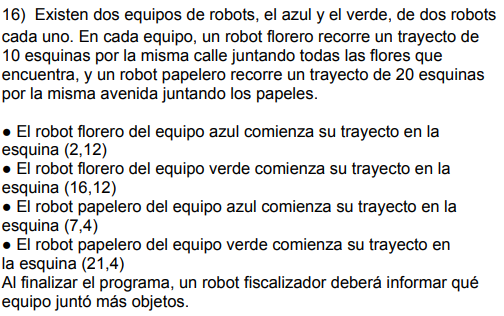 16) Existen dos equipos de robots, el azul y el verde, de dos robots
cada uno. En cada equipo, un robot florero recorre un trayecto de
10 esquinas por la misma calle juntando todas las flores que
encuentra, y un robot papelero recorre un trayecto de 20 esquinas
por la misma avenida juntando los papeles.
● El robot florero del equipo azul comienza su trayecto en la
esquina (2,12)
● El robot florero del equipo verde comienza su trayecto en la
esquina (16,12)
● El robot papelero del equipo azul comienza su trayecto en la
esquina (7,4)
● El robot papelero del equipo verde comienza su trayecto en
la esquina (21,4)
Al finalizar el programa, un robot fiscalizador deberá informar qué
equipo juntó más objetos.